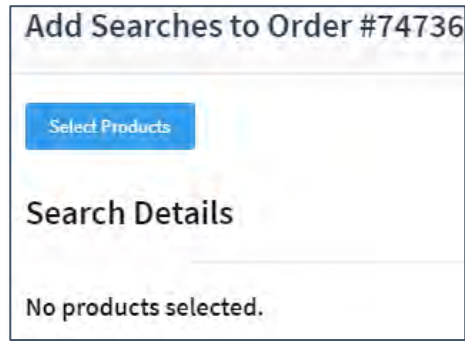 Add Searches to Order #74736
Select Products
Search Details
No products selected.